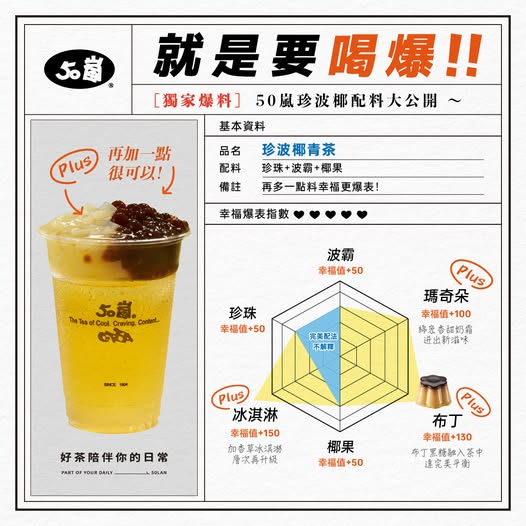 50嵐®
就是要喝爆!!
[獨家爆料] 50嵐珍波椰配料大公開 ～
Plus
再加一點
很可以!
50嵐®
The Tea of Cool. Craving. Content...
SINCE 1994
好茶陪伴你的日常
PART OF YOUR DAILY 50LAN
基本資料
品名 珍波椰青茶
配料 珍珠+波霸+椰果
備註 再多一點料幸福更爆表!
幸福爆表指數 ♥♥♥♥♥
波霸
幸福值+50
Plus
瑪奇朵
幸福值+100
綿密香甜奶霜
迸出新滋味
珍珠
幸福值+50
完美配法
不解釋
Plus
冰淇淋
幸福值+150
加香草冰淇淋
層次再升級
椰果
幸福值+50
Plus
布丁
幸福值+130
布丁黑糖融入茶中
達完美平衡